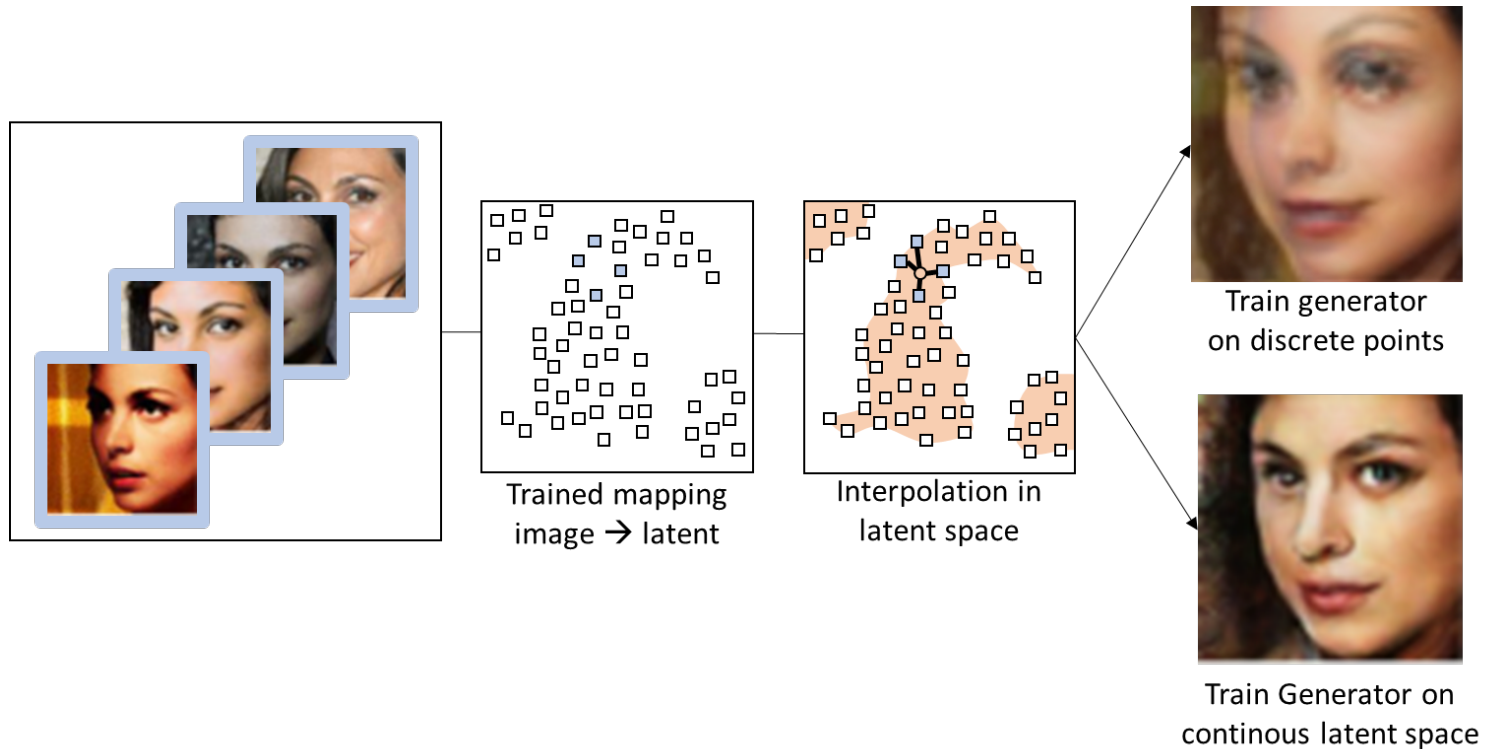 Train generator
on discrete points
Trained mapping
image → latent
Interpolation in
latent space
Train Generator on
continous latent space